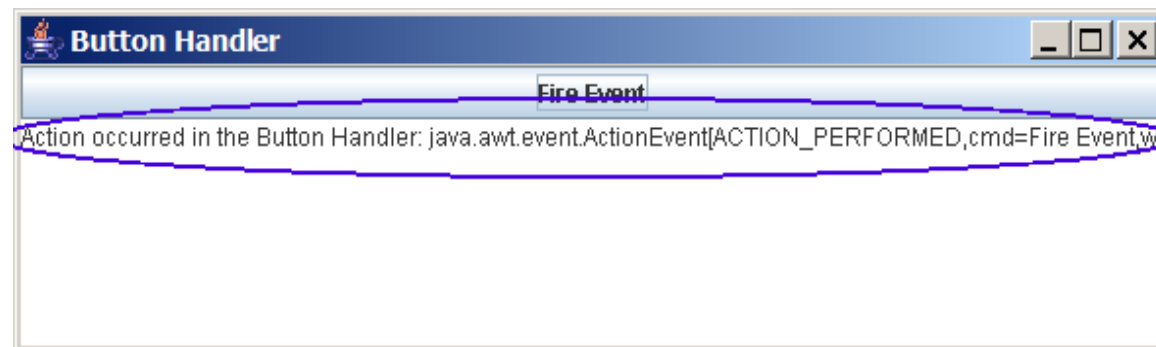 Button Handler
Fire Event
Action occurred in the Button Handler: java.awt.event.ActionEvent[ACTION_PERFORMED,cmd=Fire Event,w